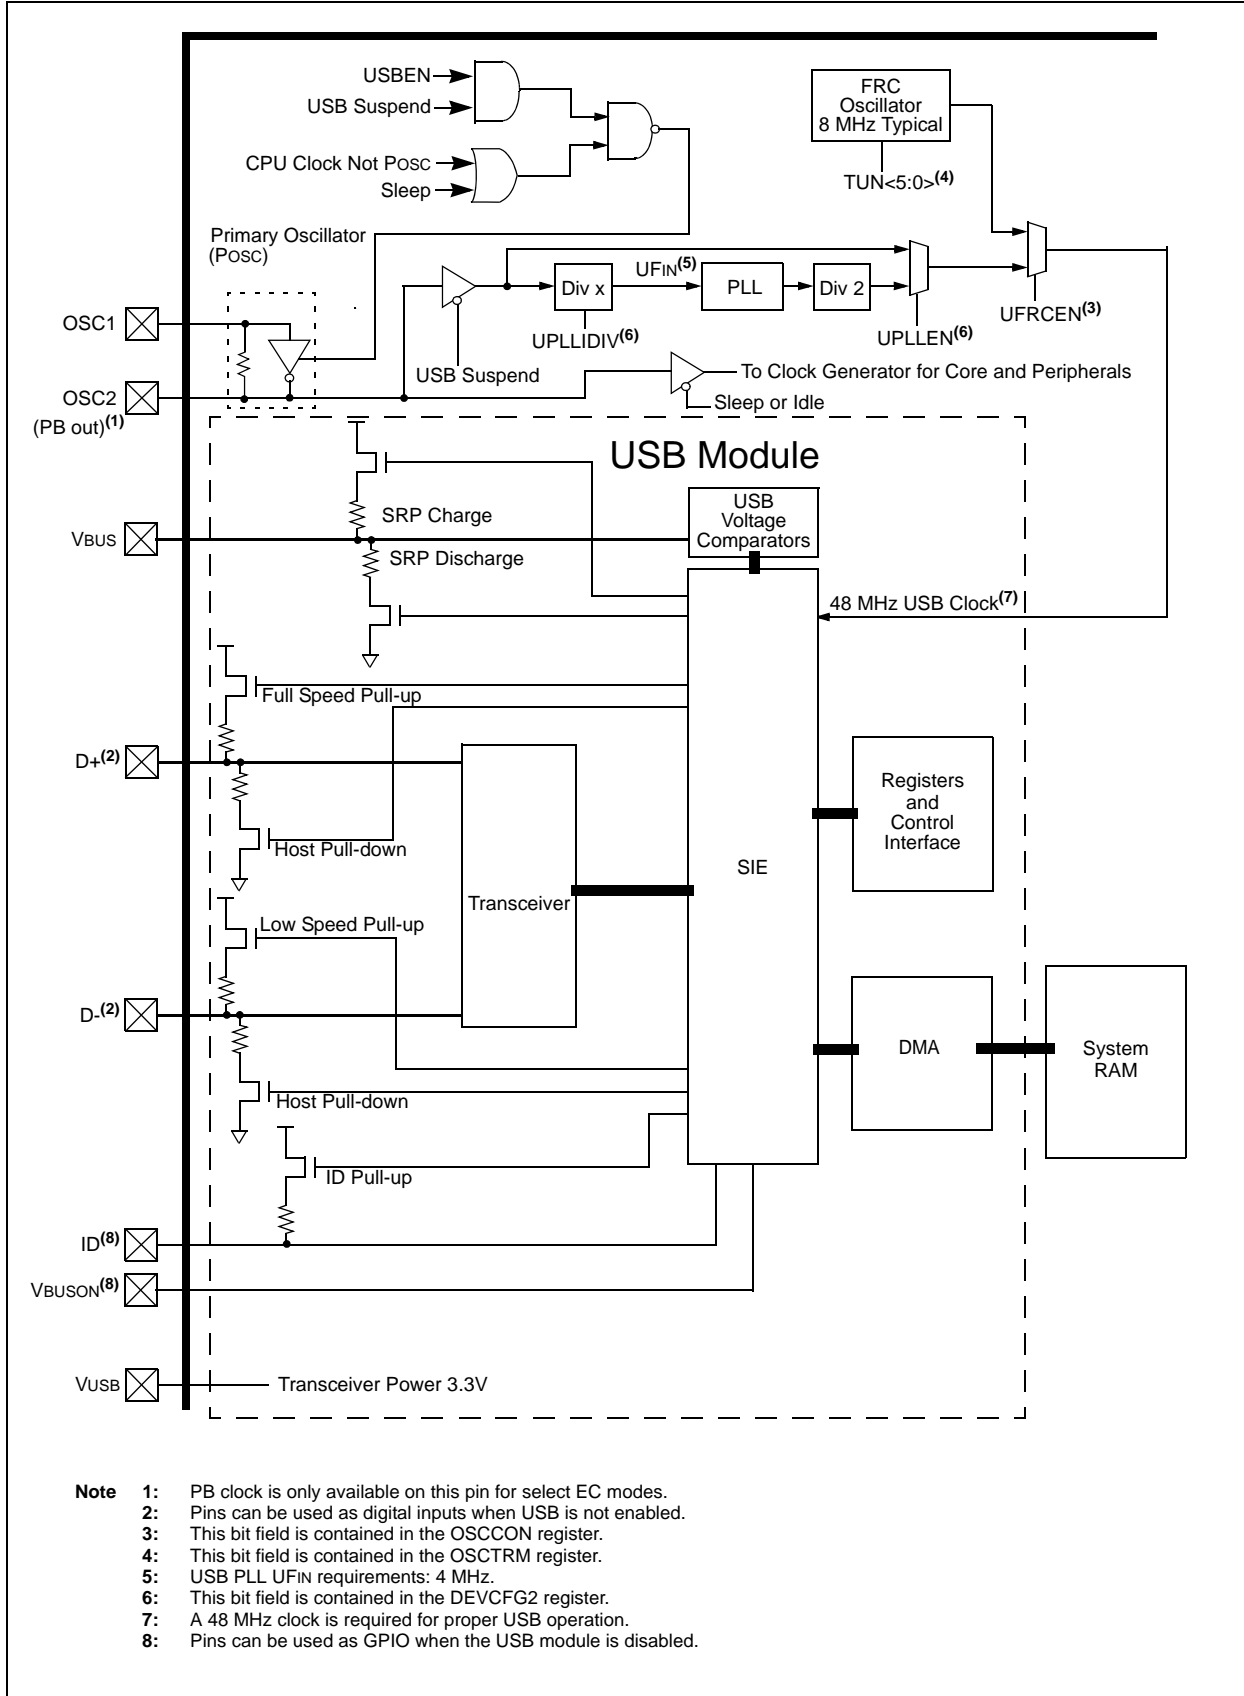 USBEN
USB Suspend
CPU Clock Not POSC
Sleep
FRC
Oscillator
8 MHz Typical
TUN<5:0>(4)
Primary Oscillator
(POSC)
UFIN(5)
Div x
PLL
Div 2
UFRCEN(3)
UPLLIDIV(6)
UPLLEN(6)
OSC1
USB Suspend
To Clock Generator for Core and Peripherals
OSC2
(PB out)(1)
Sleep or Idle
USB Module
USB
Voltage
Comparators
SRP Charge
VBUS
SRP Discharge
48 MHz USB Clock(7)
Full Speed Pull-up
D+(2)
Registers
and
Control
Interface
Host Pull-down
SIE
Transceiver
Low Speed Pull-up
D-(2)
DMA
System
RAM
Host Pull-down
ID Pull-up
ID(8)
VBUSON(8)
VUSB
Transceiver Power 3.3V
Note 1: PB clock is only available on this pin for select EC modes.
2: Pins can be used as digital inputs when USB is not enabled.
3: This bit field is contained in the OSCCON register.
4: This bit field is contained in the OSCTRM register.
5: USB PLL UFIN requirements: 4 MHz.
6: This bit field is contained in the DEVCFG2 register.
7: A 48 MHz clock is required for proper USB operation.
8: Pins can be used as GPIO when the USB module is disabled.